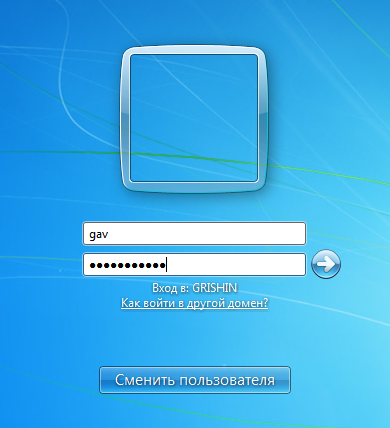 gav
●●●●●●●●●●●
Вход в: GRISHIN
Как войти в другой домен?
Сменить пользователя